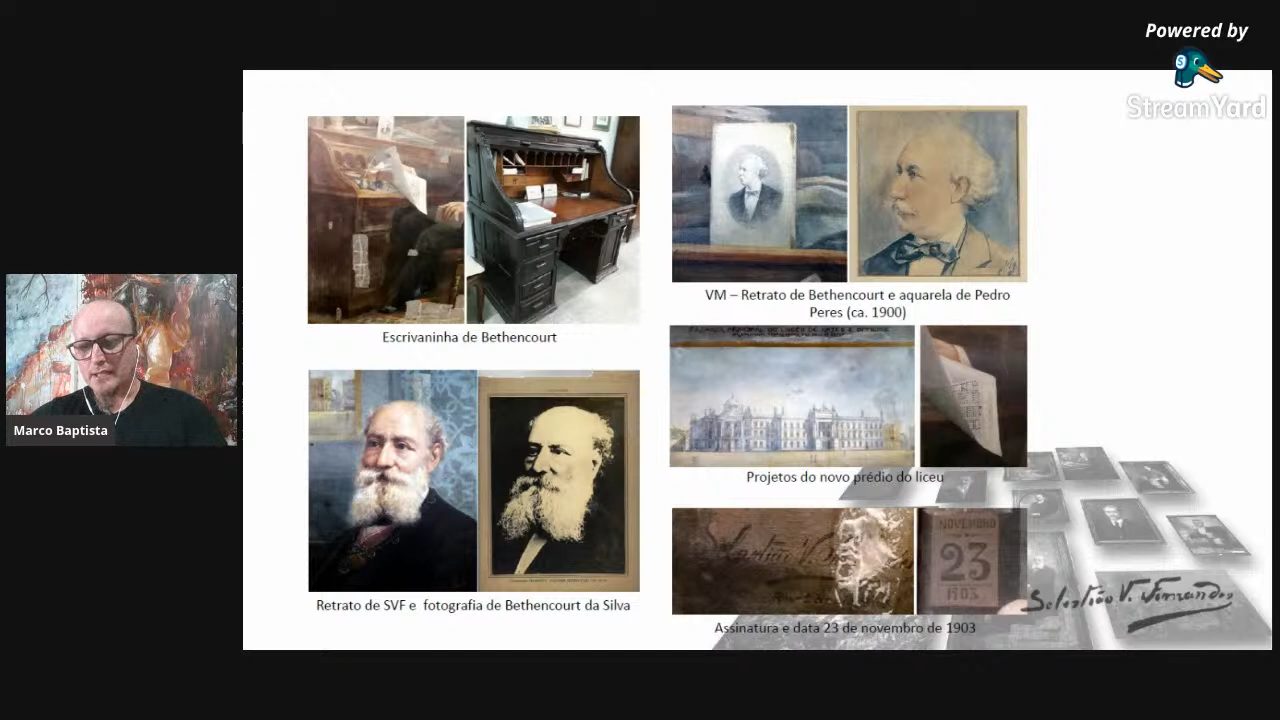 Powered by
StreamYard
Escrivaninha de Bethencourt
VM – Retrato de Bethencourt e aquarela de Pedro
Peres (ca. 1900)
Projetos do novo prédio do liceu
Marco Baptista
Retrato de SVF e fotografia de Bethencourt da Silva
NOVEMBRO
23
1903
Sebastião V. Fernandes
Assinatura e data 23 de novembro de 1903